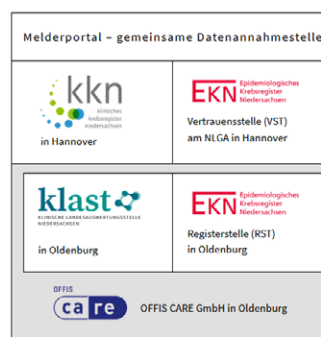 Melderportal – gemeinsame Datenannahmestelle
kkn
klinisches
krebsregister
niedersachsen
in Hannover
EKN Epidemiologisches
Krebsregister
Niedersachsen
Vertrauensstelle (VST)
am NLGA in Hannover
klast
KLINISCHE LANDESAUSWERTUNGSSTELLE
NIEDERSACHSEN
in Oldenburg
EKN Epidemiologisches
Krebsregister
Niedersachsen
Registerstelle (RST)
in Oldenburg
OFFIS
care
OFFIS CARE GmbH in Oldenburg